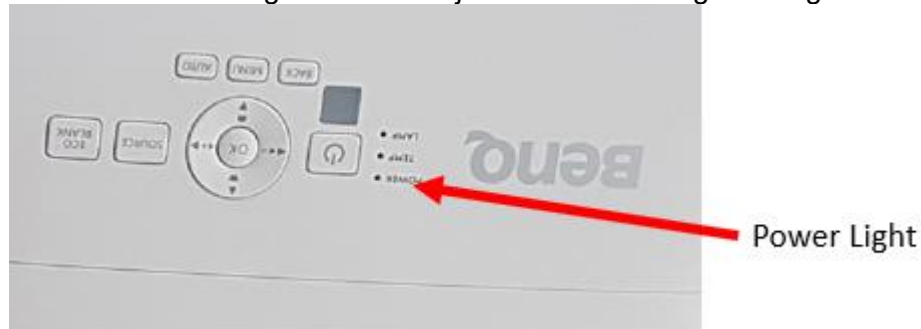 AUTO
MENU
BACK
ECO
BLANK
SOURCE
OK
LAMP
TEMP
POWER
BenQ
Power Light